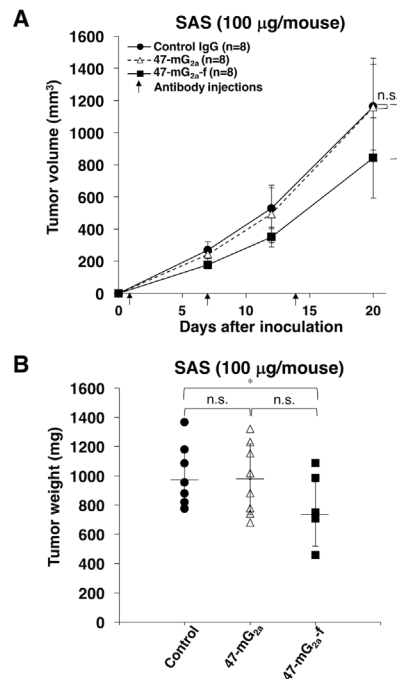 A
SAS (100 µg/mouse)
Control IgG (n=8)
47-mG2a (n=8)
47-mG2a-f (n=8)
Antibody injections
Tumor volume (mm3)
1600
1400
1200
1000
800
600
400
200
0
n.s.
0 5 10 15 20
Days after inoculation
B
SAS (100 µg/mouse)
*
n.s. n.s.
Tumor weight (mg)
1600
1400
1200
1000
800
600
400
200
0
Control 47-mG2a 47-mG2a-f